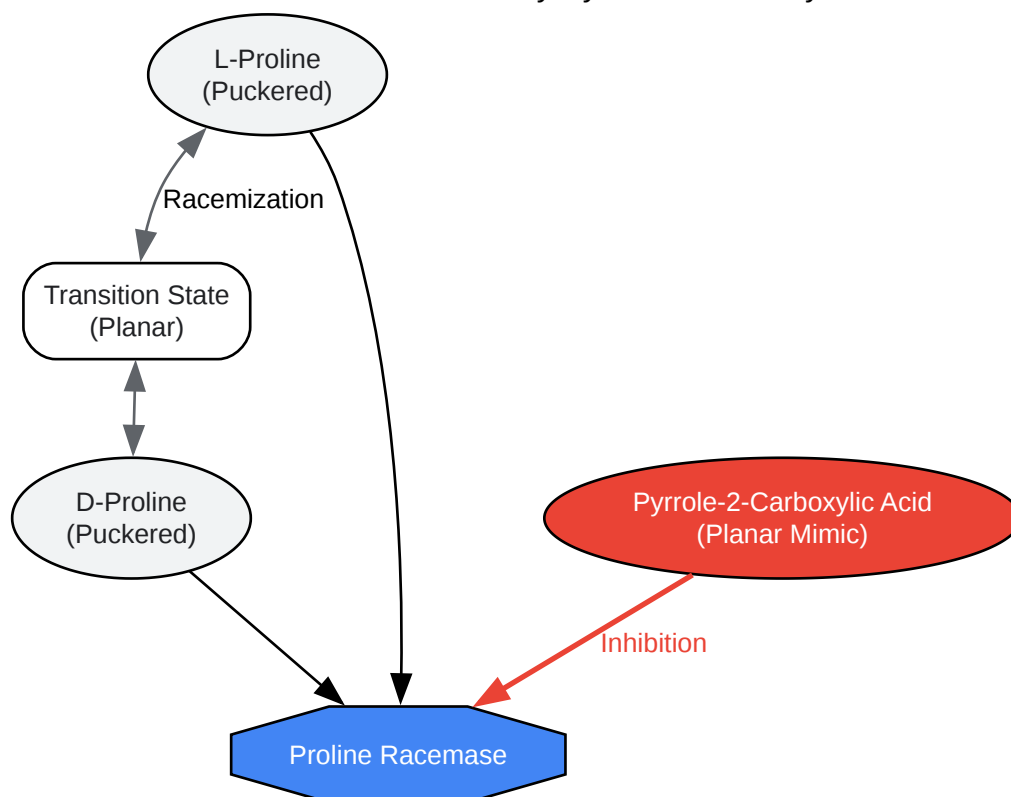 L-Proline
(Puckered)
Racemization
Transition State
(Planar)
D-Proline
(Puckered)
Pyrrole-2-Carboxylic Acid
(Planar Mimic)
Inhibition
Proline Racemase